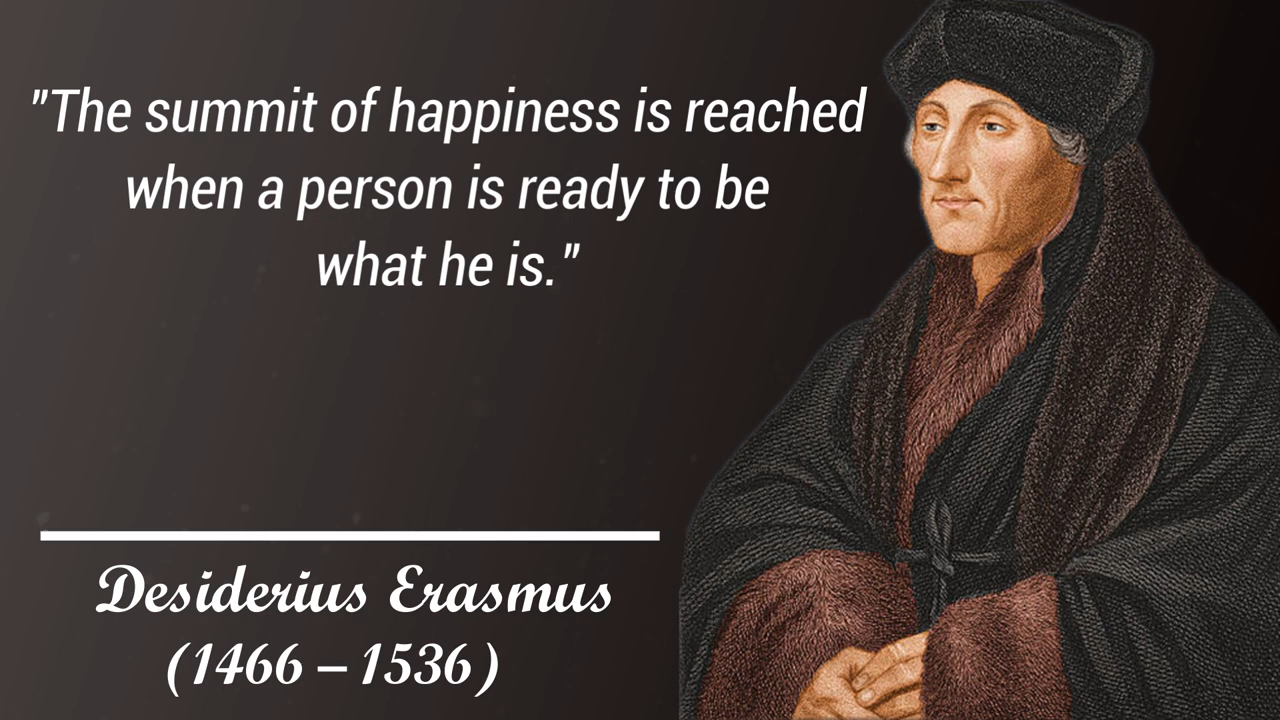 "The summit of happiness is reached
when a person is ready to be
what he is."
Desiderius Erasmus
(1466 – 1536)